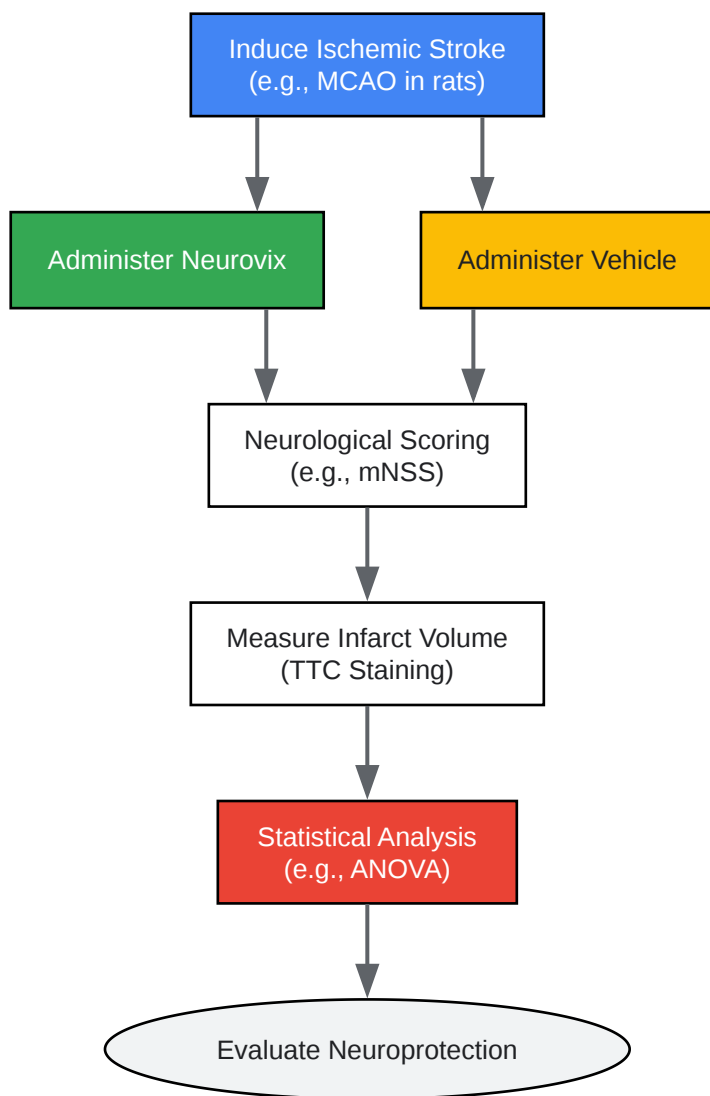 Induce Ischemic Stroke
(e.g., MCAO in rats)
Administer Neurovix
Administer Vehicle
Neurological Scoring
(e.g., mNSS)
Measure Infarct Volume
(TTC Staining)
Statistical Analysis
(e.g., ANOVA)
Evaluate Neuroprotection